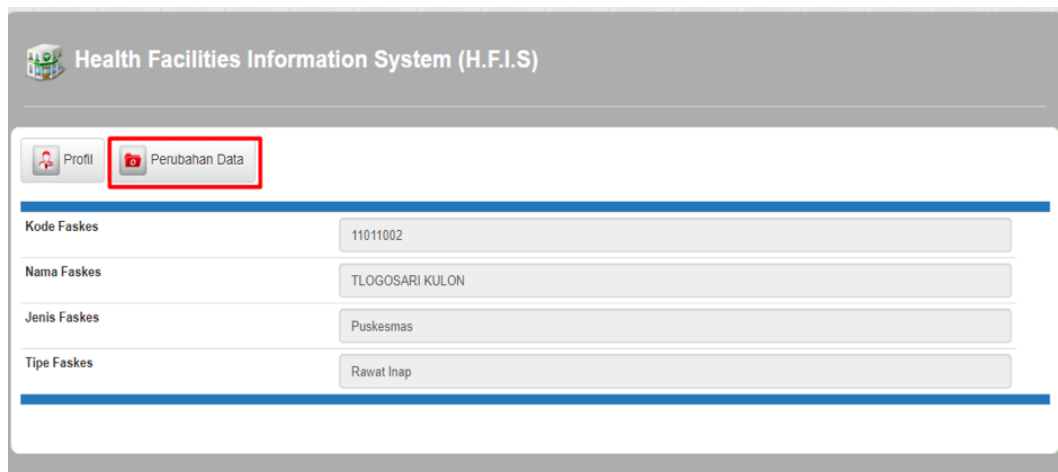 Health Facilities Information System (H.F.I.S)
Profil Perubahan Data
Kode Faskes 11011002
Nama Faskes TLOGOSARI KULON
Jenis Faskes Puskesmas
Tipe Faskes Rawat Inap